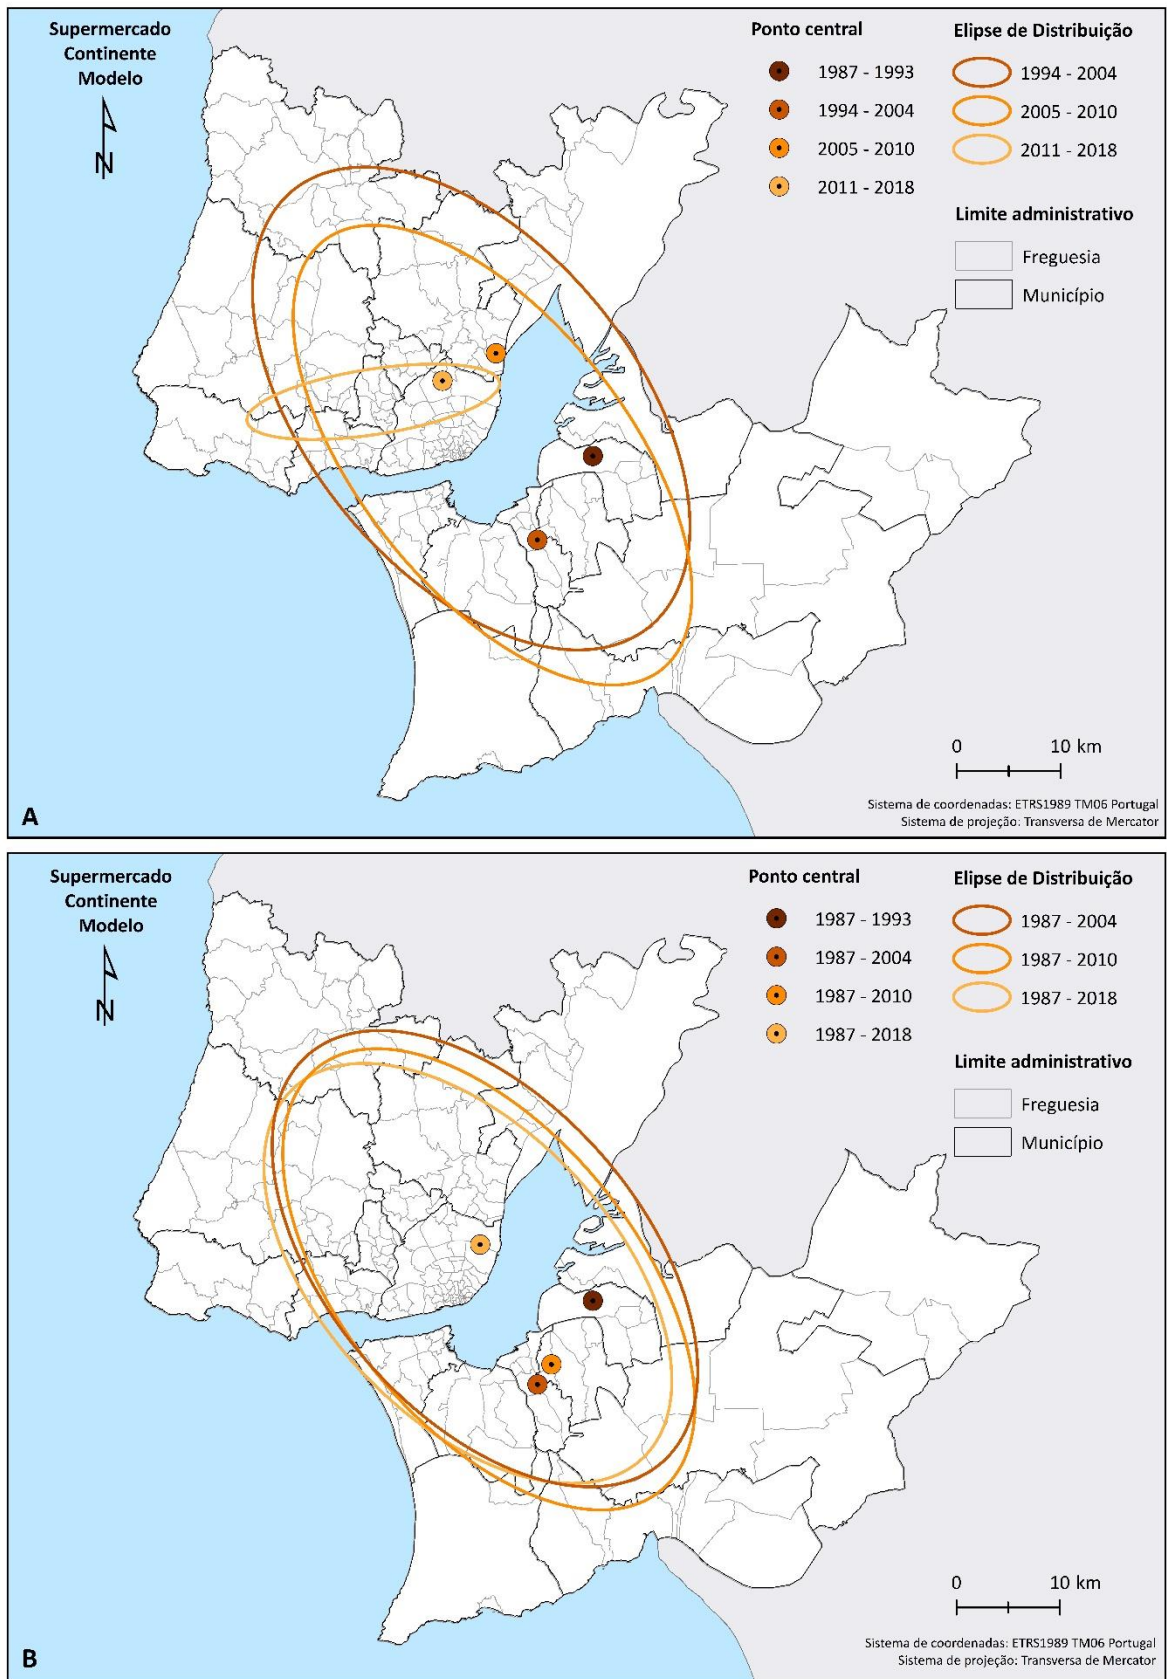 Supermercado
Continente
Modelo
N
Ponto central
1987 - 1993
1994 - 2004
2005 - 2010
2011 - 2018
Elipse de Distribuição
1994 - 2004
2005 - 2010
2011 - 2018
Limite administrativo
Freguesia
Município
0 10 km
Sistema de coordenadas: ETRS1989 TM06 Portugal
Sistema de projeção: Transversa de Mercator
A
Supermercado
Continente
Modelo
N
Ponto central
1987 - 1993
1987 - 2004
1987 - 2010
1987 - 2018
Elipse de Distribuição
1987 - 2004
1987 - 2010
1987 - 2018
Limite administrativo
Freguesia
Município
0 10 km
Sistema de coordenadas: ETRS1989 TM06 Portugal
Sistema de projeção: Transversa de Mercator
B